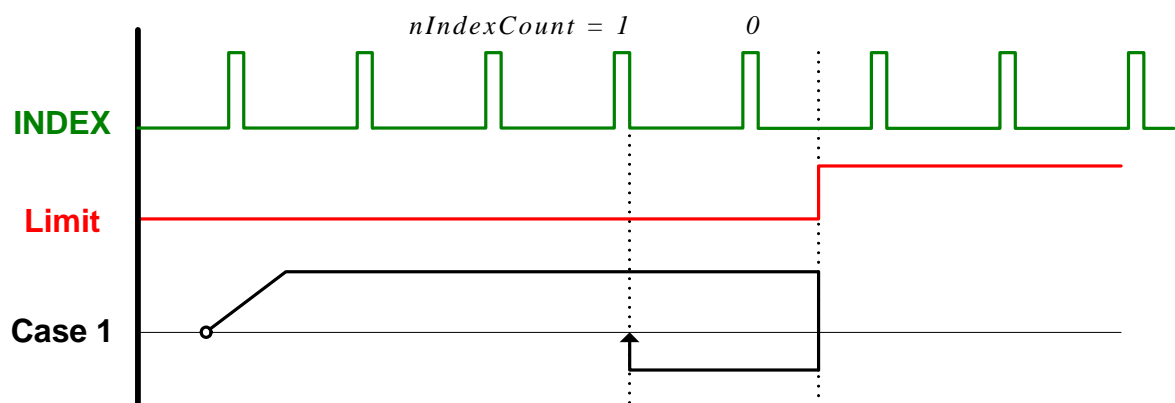 nIndexCount = 1 0
INDEX
Limit
Case 1